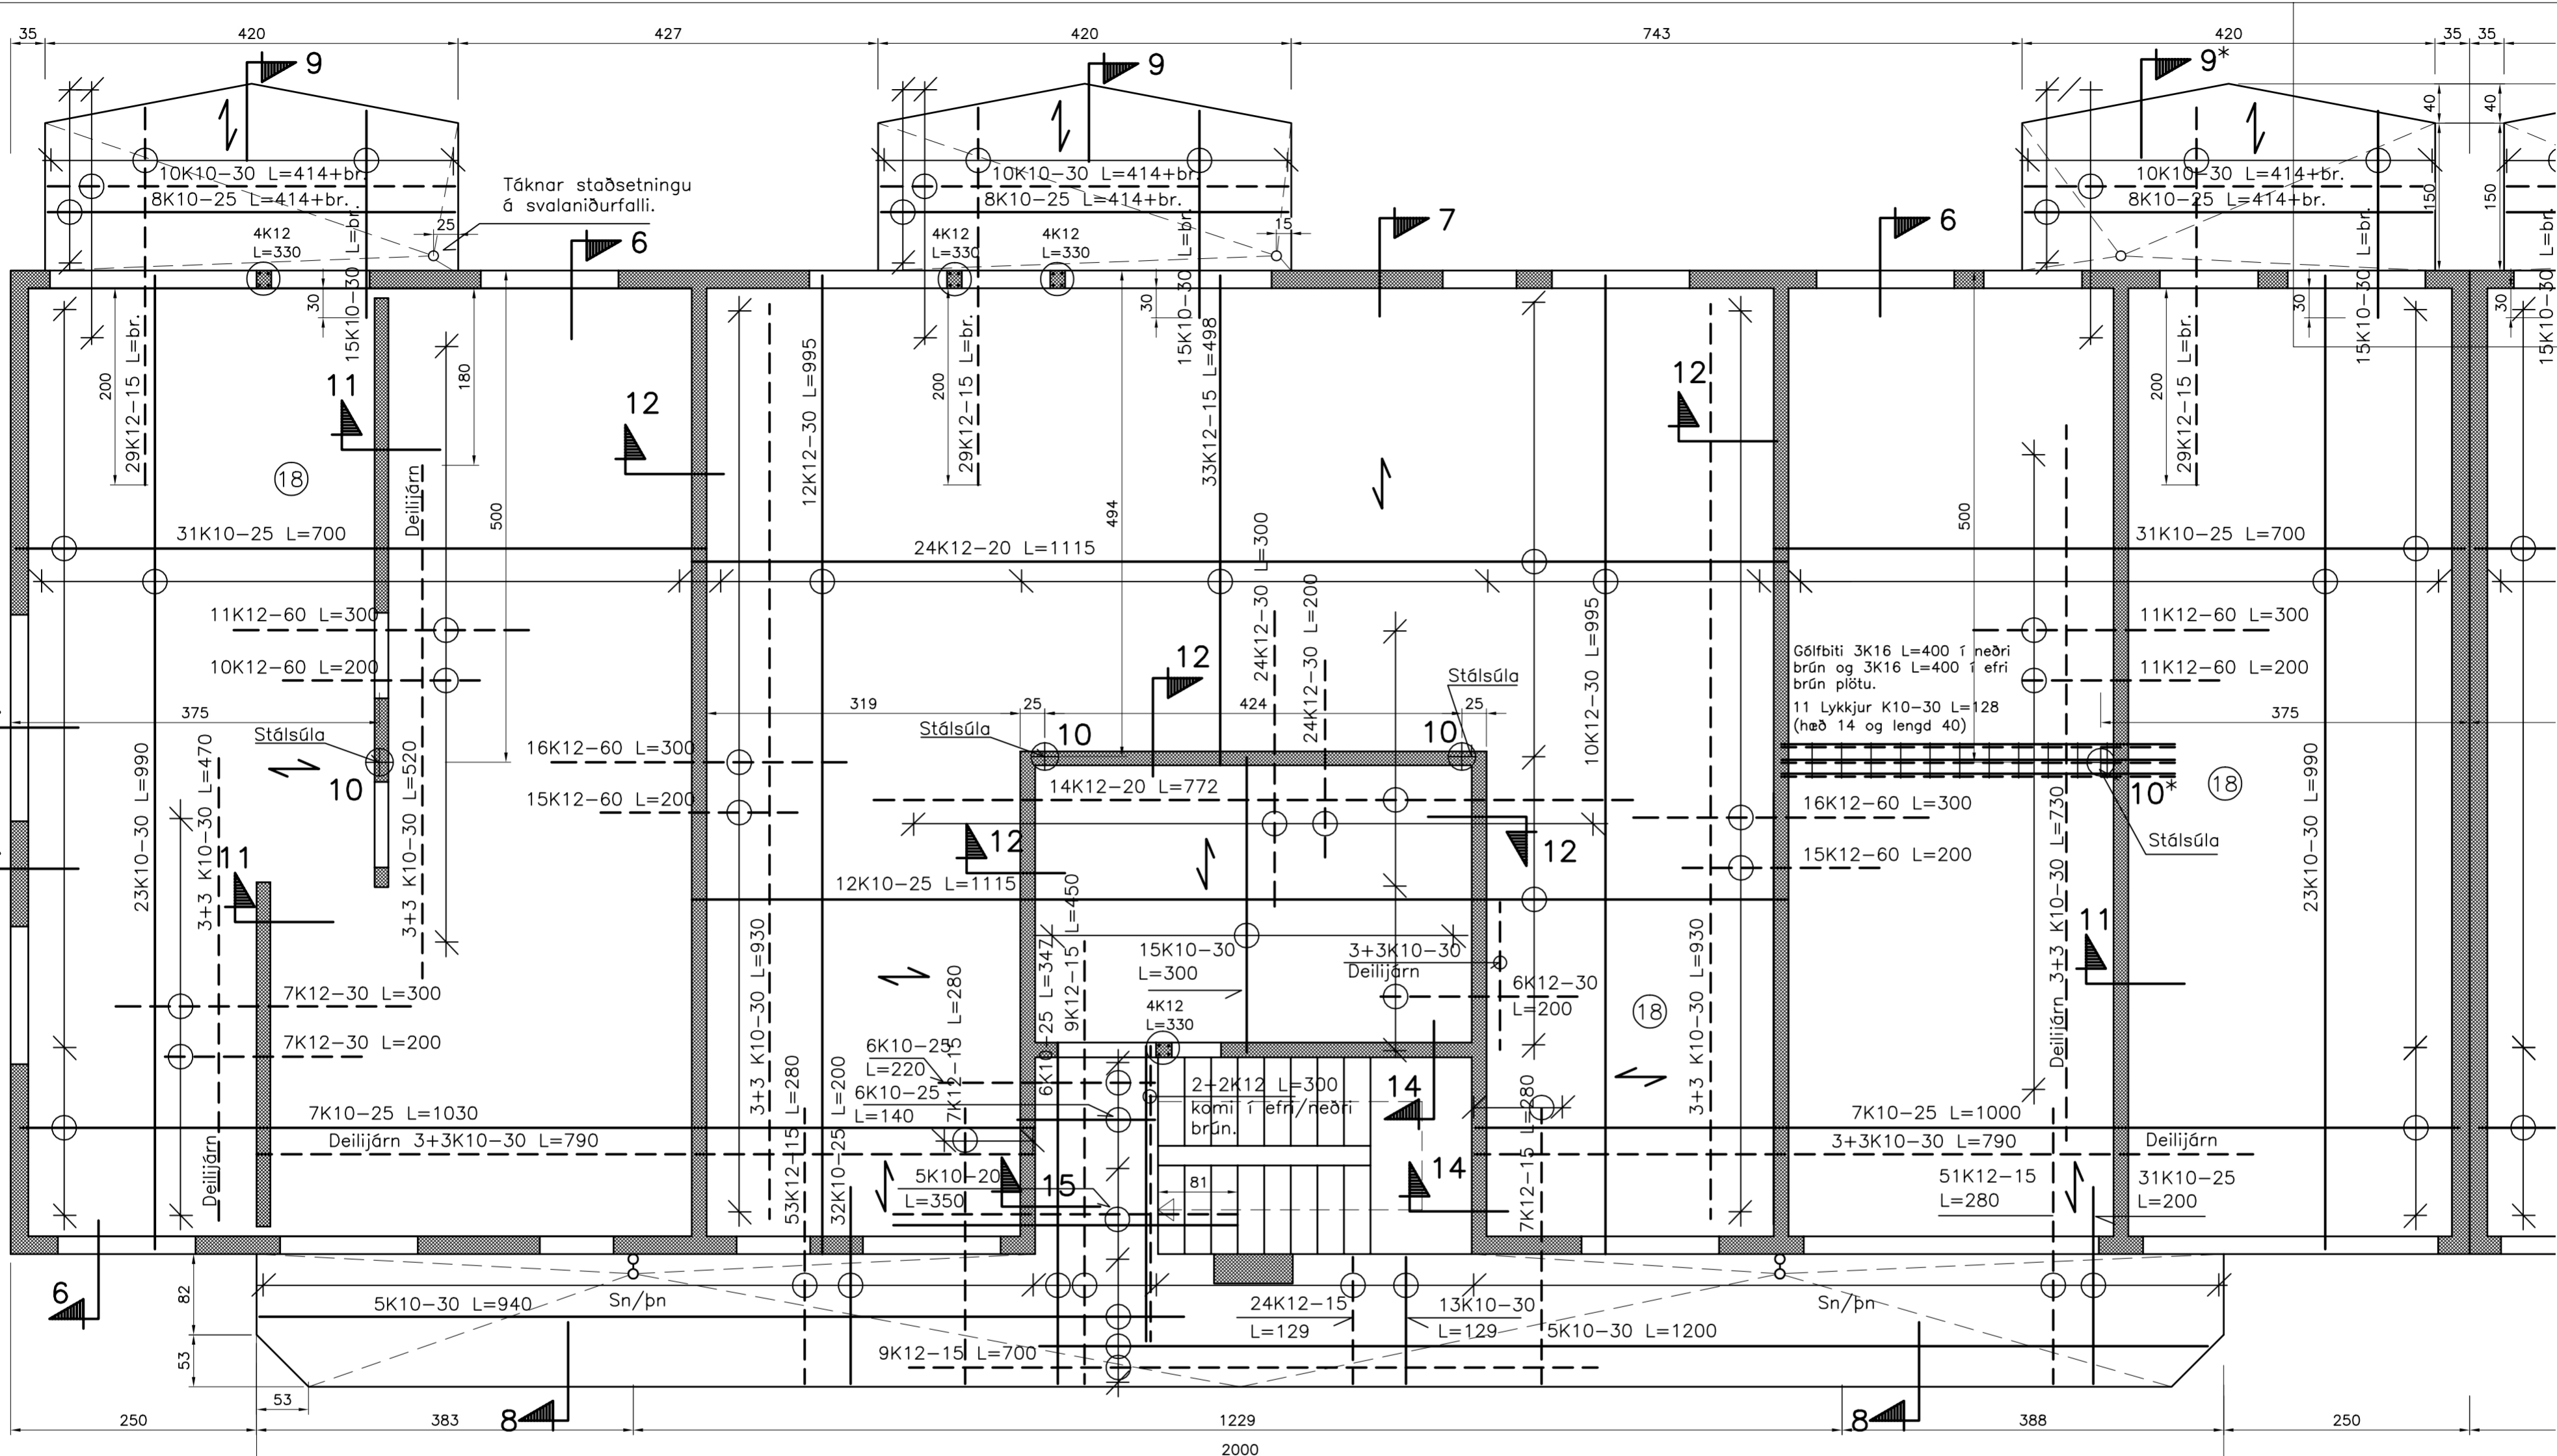 35
420
427
420
743
420
35
35
9
9
9*
40
40
10K10-30 L=414+br.
8K10-25 L=414+br.
Táknar staðsetningu
á svalaniðurfalli.
25
10K10-30 L=414+br.
8K10-25 L=414+br.
15
10K10-30 L=414+br.
8K10-25 L=414+br.
150
150
4K12
L=330
6
4K12
L=330
4K12
L=330
7
6
30
15K10-30 L=br.
30
15K10-30 L=br.
30
15K10-30 L=br.
30
15K10-30 L=br.
200
29K12-15 L=br.
11
180
12
12K12-30 L=995
200
29K12-15 L=br.
33K12-15 L=498
12
200
29K12-15 L=br.
18
Deilijárn
500
494
500
31K10-25 L=700
24K12-20 L=1115
31K10-25 L=700
24K12-30 L=300
24K12-30 L=200
10K12-30 L=995
11K12-60 L=300
10K12-60 L=200
11K12-60 L=300
11K12-60 L=200
Gólfbiti 3K16 L=400 í neðri
brún og 3K16 L=400 í efri
brún plötu.
11 Lykkjur K10-30 L=128
(hæð 14 og lengd 40)
12
Stálsúla
375
319
25
424
25
375
Stálsúla
Stálsúla
10
10
10
16K12-60 L=300
15K12-60 L=200
14K12-20 L=772
10*
18
Stálsúla
16K12-60 L=300
15K12-60 L=200
23K10-30 L=990
3+3 K10-30 L=470
3+3 K10-30 L=520
11
12
12
12K10-25 L=1115
Deilijárn 3+3 K10-30 L=730
23K10-30 L=990
11
3+3 K10-30 L=930
6K10-25 L=347
9K12-15 L=450
15K10-30
L=300
3+3K10-30
Deilijárn
6K12-30
L=200
18
3+3 K10-30 L=930
7K12-30 L=300
7K12-30 L=200
4K12
L=330
6K10-25
L=220
6K10-25
L=140
7K12-15 L=280
53K12-15 L=280
32K10-25 L=200
2+2K12 L=300
komi í efri/neðri
brún.
14
7K12-15 L=280
7K10-25 L=1030
Deilijárn 3+3K10-30 L=790
Deilijárn
7K10-25 L=1000
3+3K10-30 L=790
Deilijárn
5K10-20
L=350
15
81
14
51K12-15
L=280
31K10-25
L=200
6
82
53
5K10-30 L=940
Sn/þn
24K12-15
L=129
13K10-30
L=129
5K10-30 L=1200
Sn/þn
9K12-15 L=700
53
8
8
250
383
1229
388
250
2000